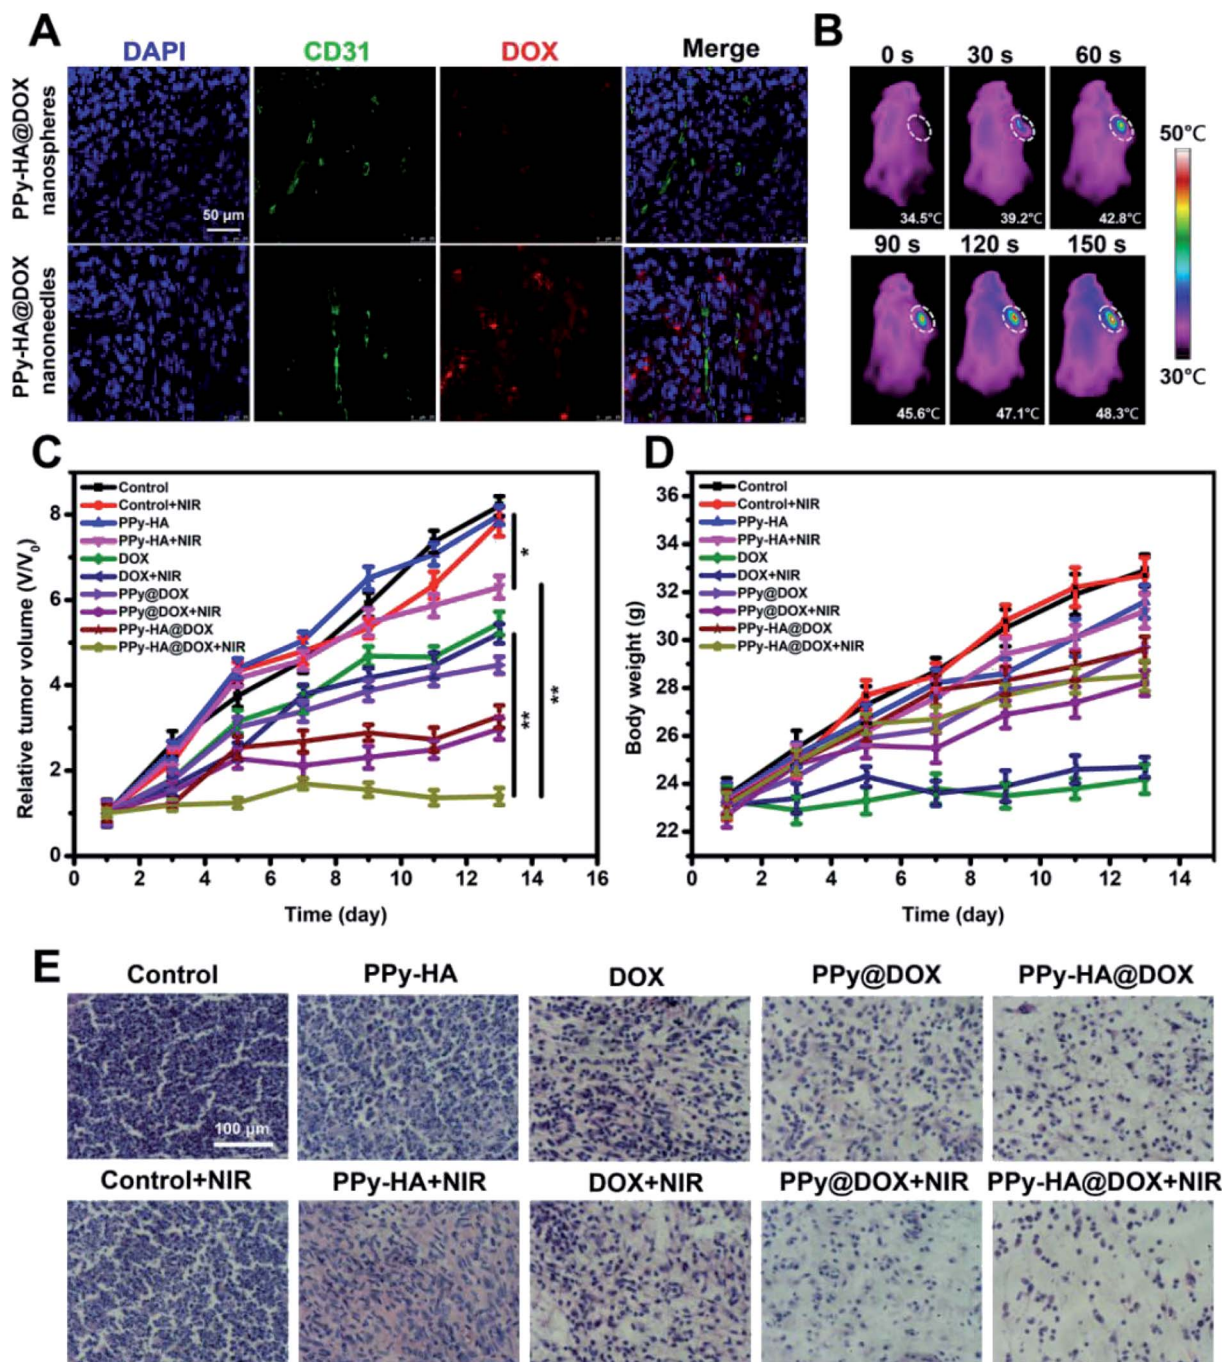 A
DAPI
CD31
DOX
Merge
PPy-HA@DOX
nanospheres
50 μm
PPy-HA@DOX
nanoneedles
B
0 s
30 s
60 s
34.5°C
39.2°C
42.8°C
90 s
120 s
150 s
45.6°C
47.1°C
48.3°C
50°C
30°C
C
Relative tumor volume (V/V0)
8
6
4
2
0
Control
Control+NIR
PPy-HA
PPy-HA+NIR
DOX
DOX+NIR
PPy@DOX
PPy@DOX+NIR
PPy-HA@DOX
PPy-HA@DOX+NIR
*
**
**
0 2 4 6 8 10 12 14 16
Time (day)
D
Body weight (g)
36
34
32
30
28
26
24
22
Control
Control+NIR
PPy-HA
PPy-HA+NIR
DOX
DOX+NIR
PPy@DOX
PPy@DOX+NIR
PPy-HA@DOX
PPy-HA@DOX+NIR
0 2 4 6 8 10 12 14
Time (day)
E
Control
PPy-HA
DOX
PPy@DOX
PPy-HA@DOX
100 μm
Control+NIR
PPy-HA+NIR
DOX+NIR
PPy@DOX+NIR
PPy-HA@DOX+NIR